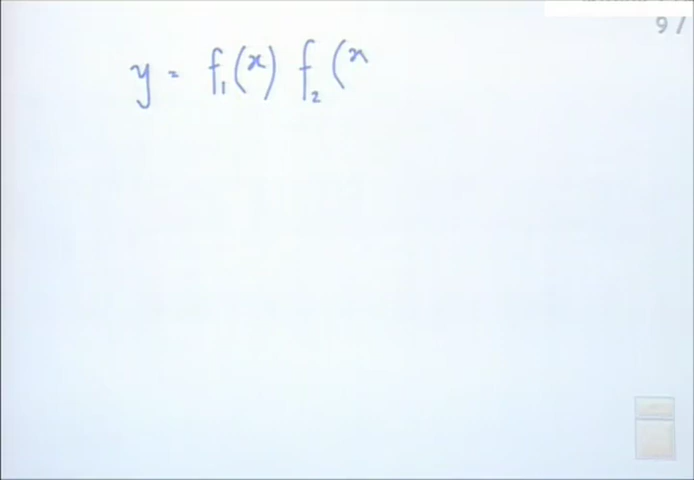 97
y = f₁(x) f₂(x